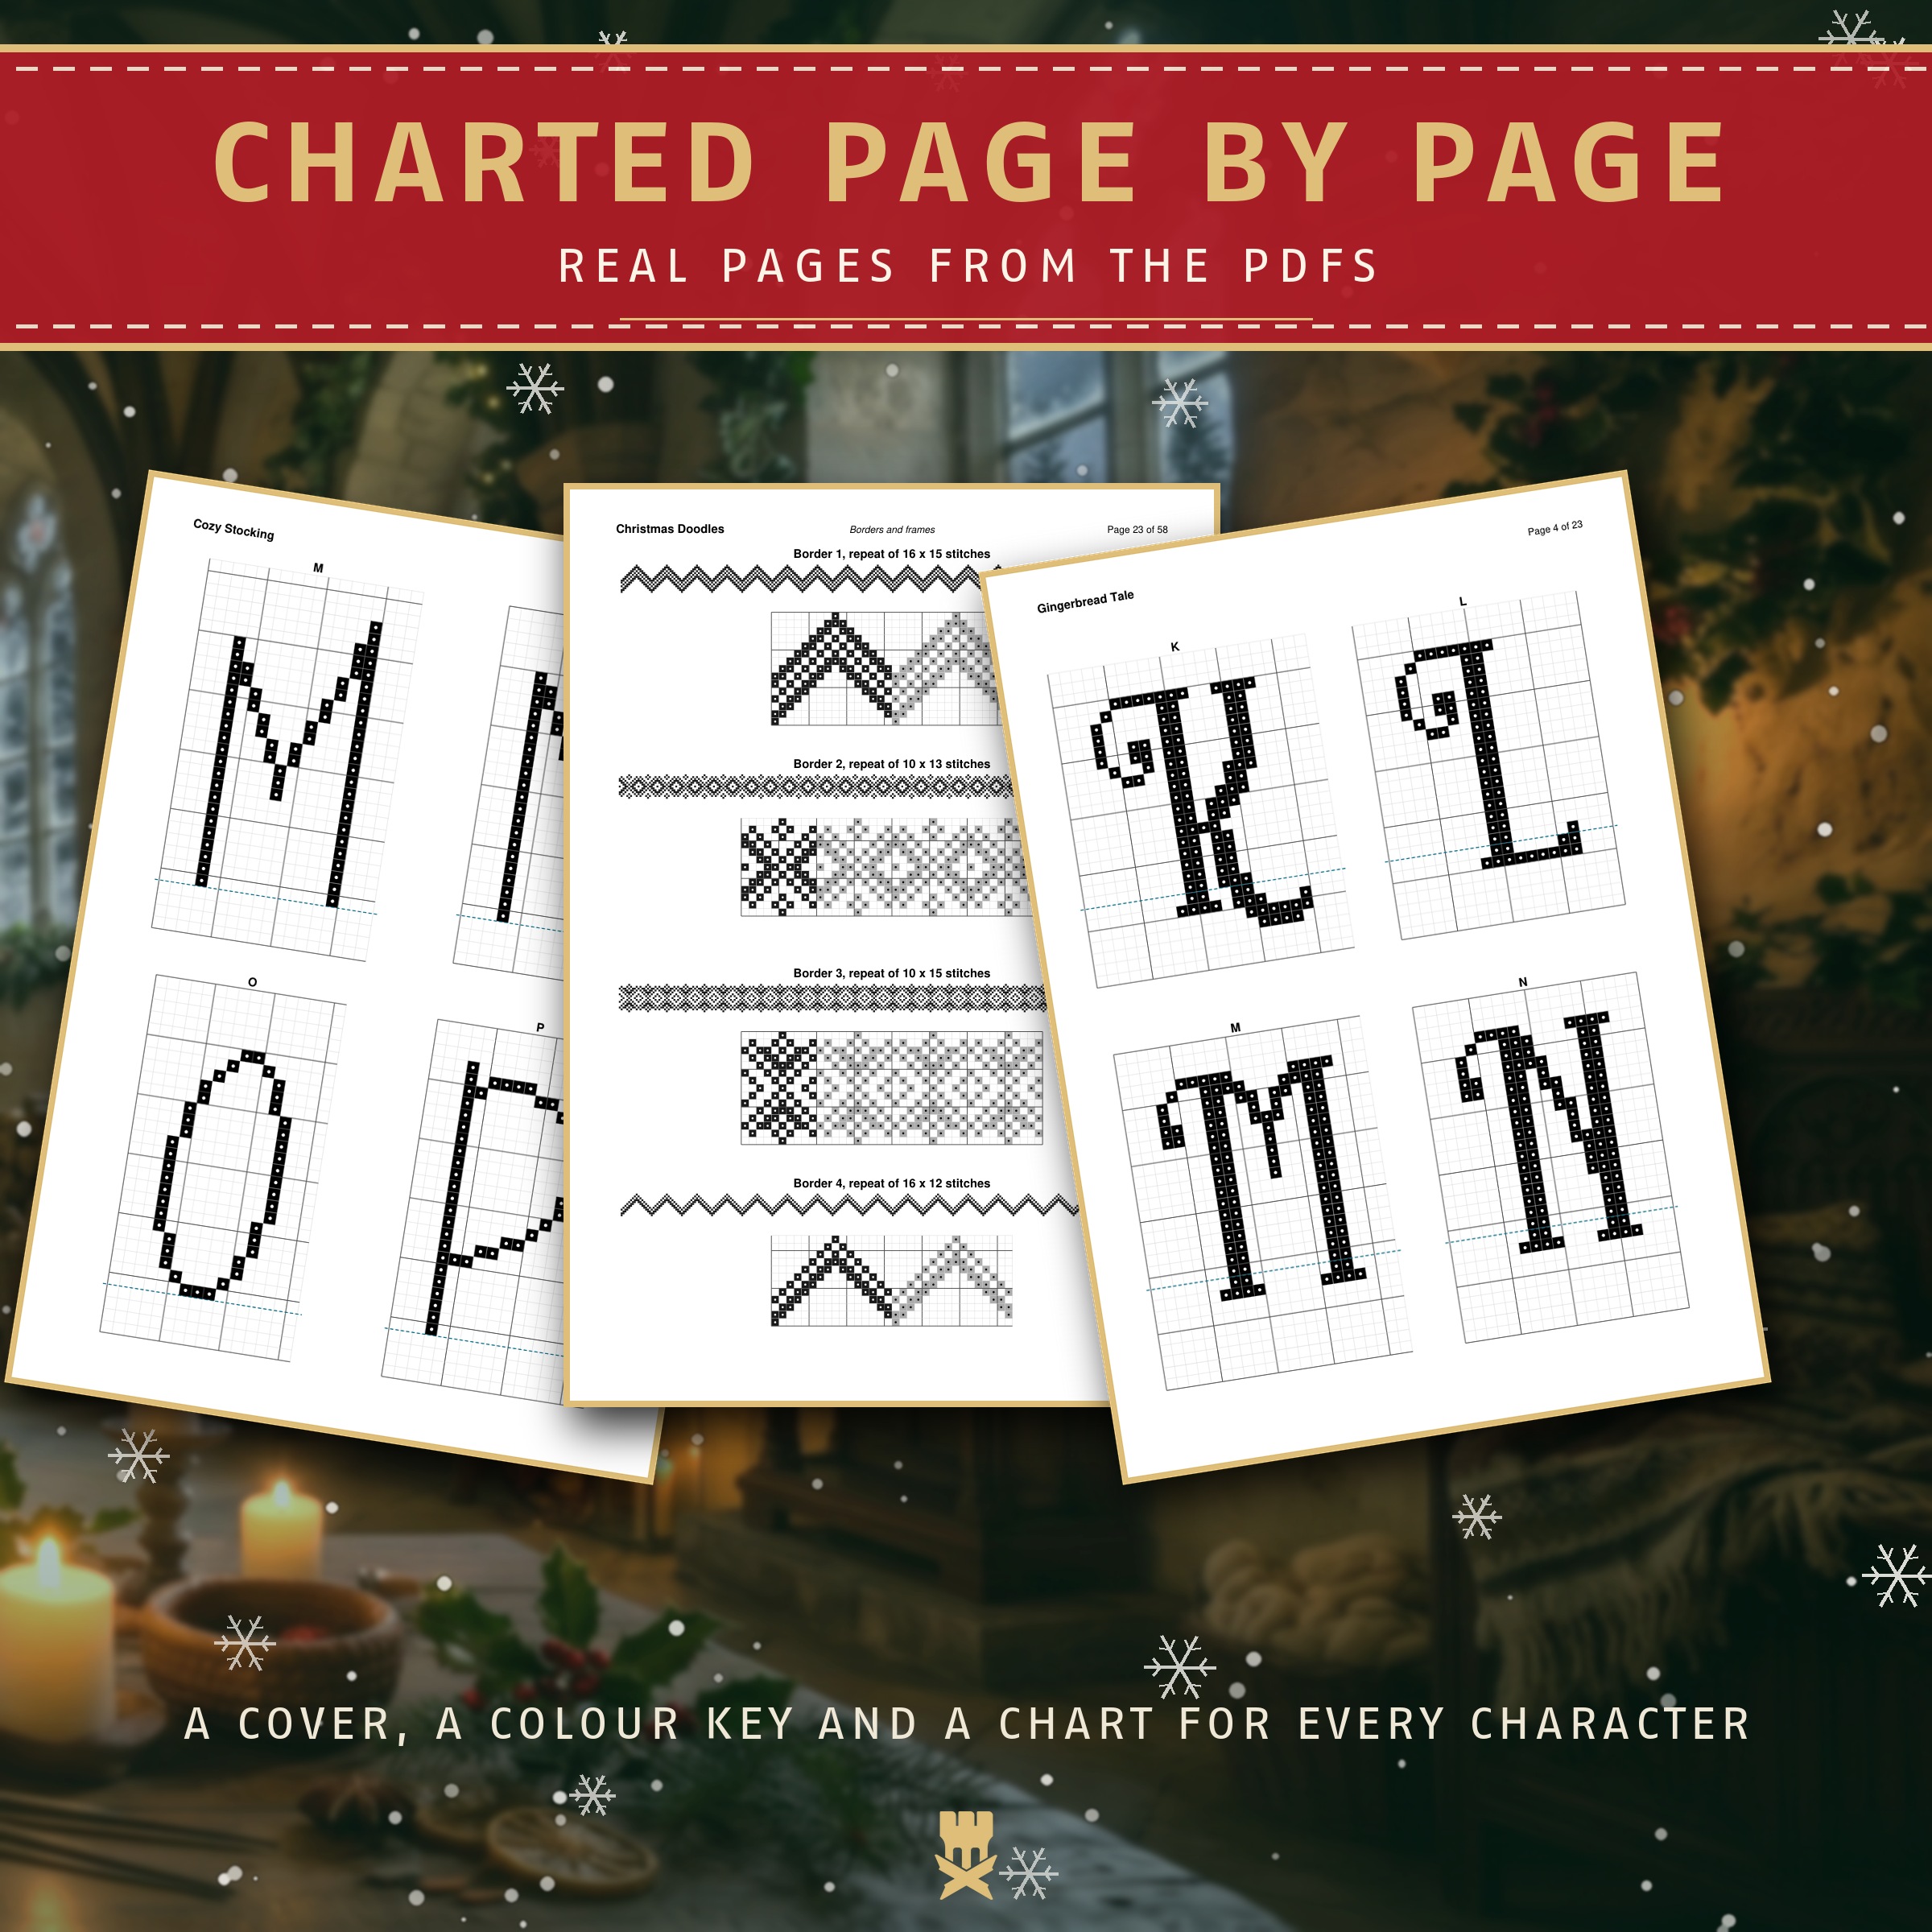 CHARTED PAGE BY PAGE
REAL PAGES FROM THE PDFS
Cozy Stocking
M
O
P
Christmas Doodles Borders and frames Page 23 of 58
Border 1, repeat of 16 x 15 stitches
Border 2, repeat of 10 x 13 stitches
Border 3, repeat of 10 x 15 stitches
Border 4, repeat of 16 x 12 stitches
Gingerbread Tale Page 4 of 23
K L
M N
A COVER, A COLOUR KEY AND A CHART FOR EVERY CHARACTER